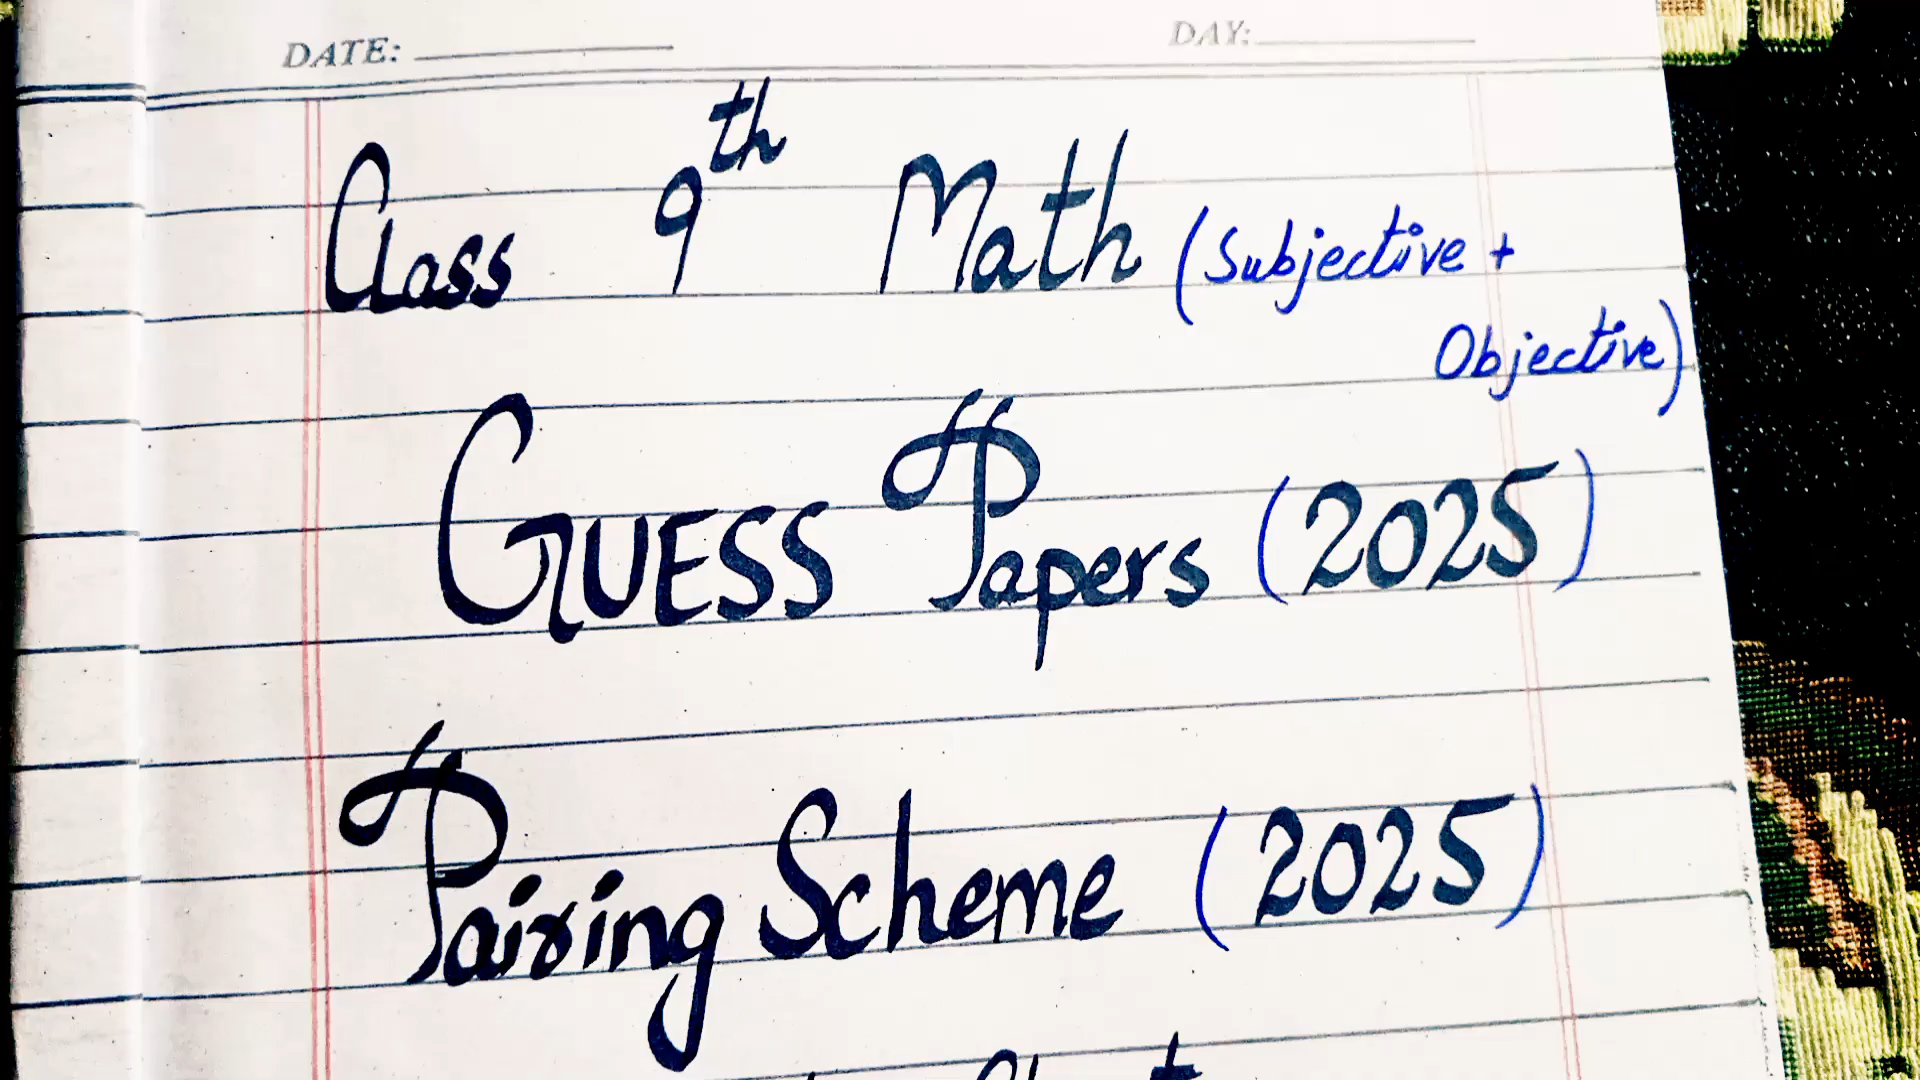 DATE: DAY:
Class 9th Math (Subjective +
Objective)
GUESS Papers (2025)
Pairing Scheme (2025)